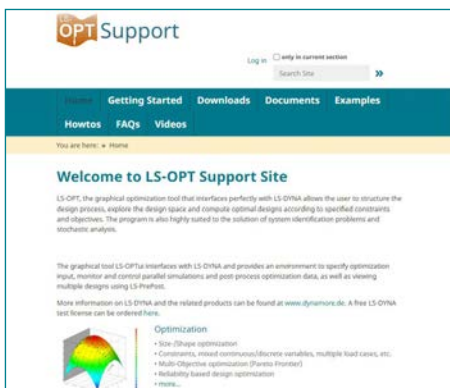 LS-
OPT Support
Log in
only in current section
Search Site »
Home Getting Started Downloads Documents Examples
Howtos FAQs Videos
You are here: » Home
Welcome to LS-OPT Support Site
LS-OPT, the graphical optimization tool that interfaces perfectly with LS-DYNA allows the user to structure the
design process, explore the design space and compute optimal designs according to specified constraints
and objectives. The program is also highly suited to the solution of system identification problems and
stochastic analysis.
The graphical tool LS-OPTui interfaces with LS-DYNA and provides an environment to specify optimization
input, monitor and control parallel simulations and post-process optimization data, as well as viewing
multiple designs using LS-PrePost.
More information on LS-DYNA and the related products can be found at www.dynamore.de. A free LS-DYNA
test license can be ordered here.
Optimization
• Size-/Shape optimization
• Constraints, mixed continuous/discrete variables, multiple load cases, etc.
• Multi-Objective optimization (Pareto Frontier)
• Reliability based design optimization
• more...